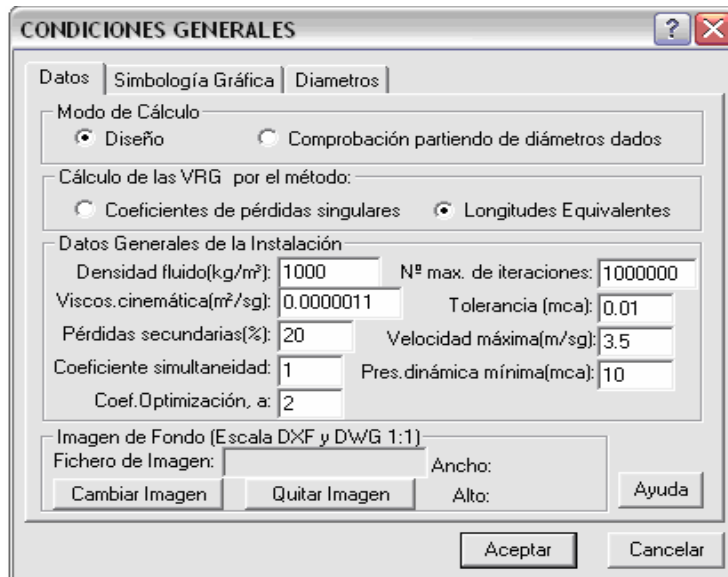 CONDICIONES GENERALES
Datos Simbología Gráfica Diametros
Modo de Cálculo
Diseño Comprobación partiendo de diámetros dados
Cálculo de las VRG por el método:
Coeficientes de pérdidas singulares Longitudes Equivalentes
Datos Generales de la Instalación
Densidad fluido(kg/m³): 1000 Nº max. de iteraciones: 1000000
Viscos.cinemática(m²/sg): 0.0000011 Tolerancia (mca): 0.01
Pérdidas secundarias(%): 20 Velocidad máxima(m/sg): 3.5
Coeficiente simultaneidad: 1 Pres.dinámica mínima(mca): 10
Coef.Optimización, a: 2
Imagen de Fondo (Escala DXF y DWG 1:1)
Fichero de Imagen: Ancho:
Cambiar Imagen Quitar Imagen Alto: Ayuda
Aceptar Cancelar